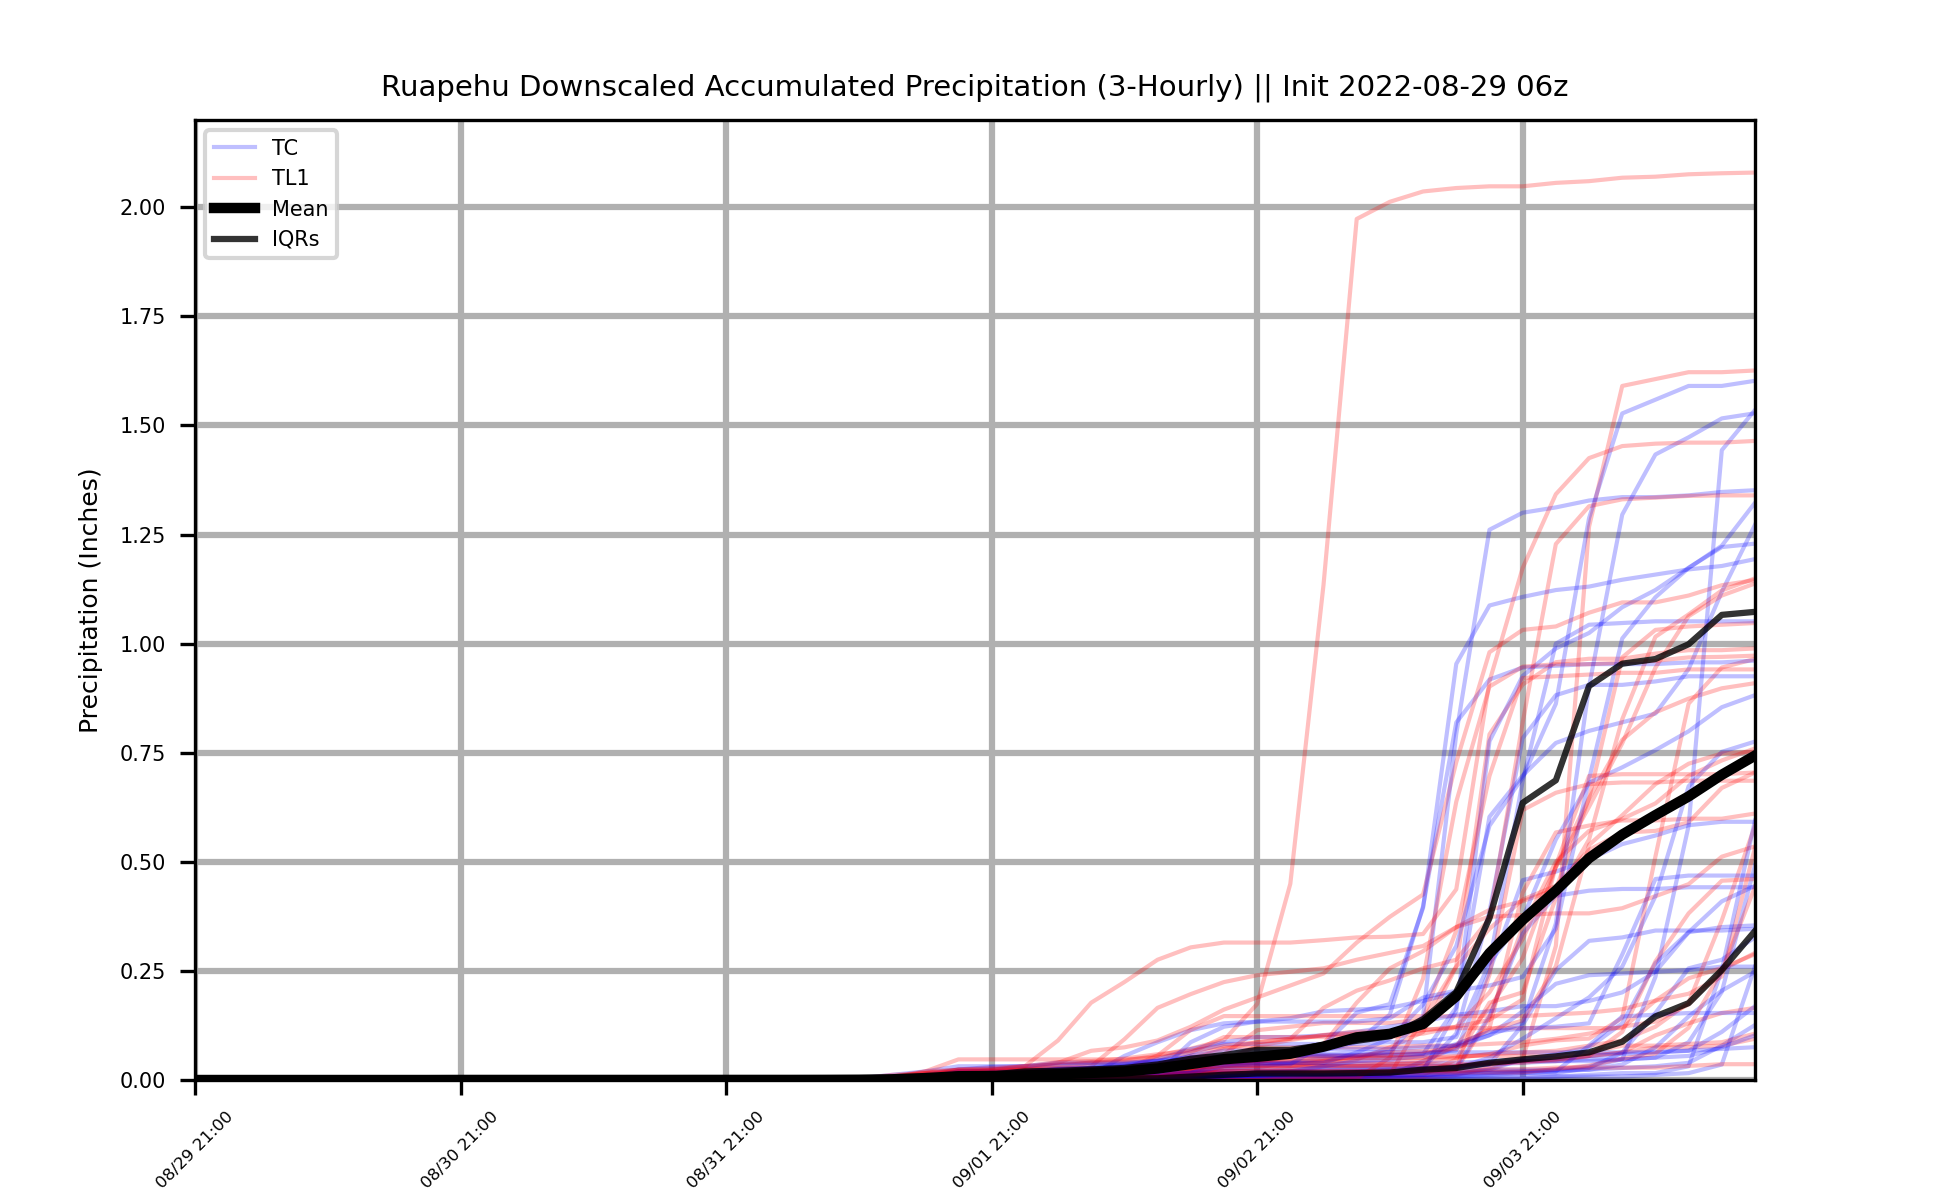 Ruapehu Downscaled Accumulated Precipitation (3-Hourly) || Init 2022-08-29 06z
TC
TL1
Mean
IQRs
Precipitation (Inches)
2.00
1.75
1.50
1.25
1.00
0.75
0.50
0.25
0.00
08/29 21:00
08/30 21:00
08/31 21:00
09/01 21:00
09/02 21:00
09/03 21:00